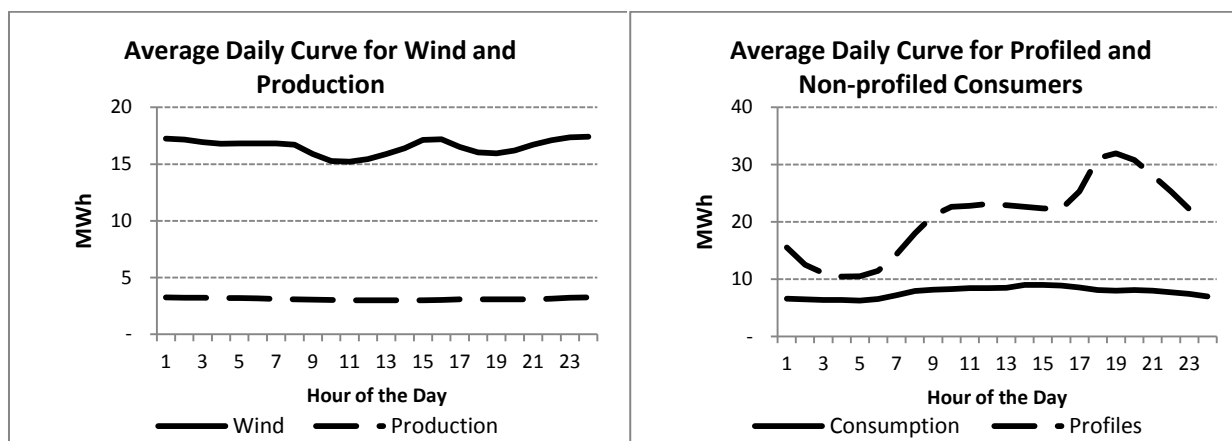 Average Daily Curve for Wind and
Production
20
15
10
5
-
MWh
1 3 5 7 9 11 13 15 17 19 21 23
Hour of the Day
Wind Production
Average Daily Curve for Profiled and
Non-profiled Consumers
40
30
20
10
-
MWh
1 3 5 7 9 11 13 15 17 19 21 23
Hour of the Day
Consumption Profiles